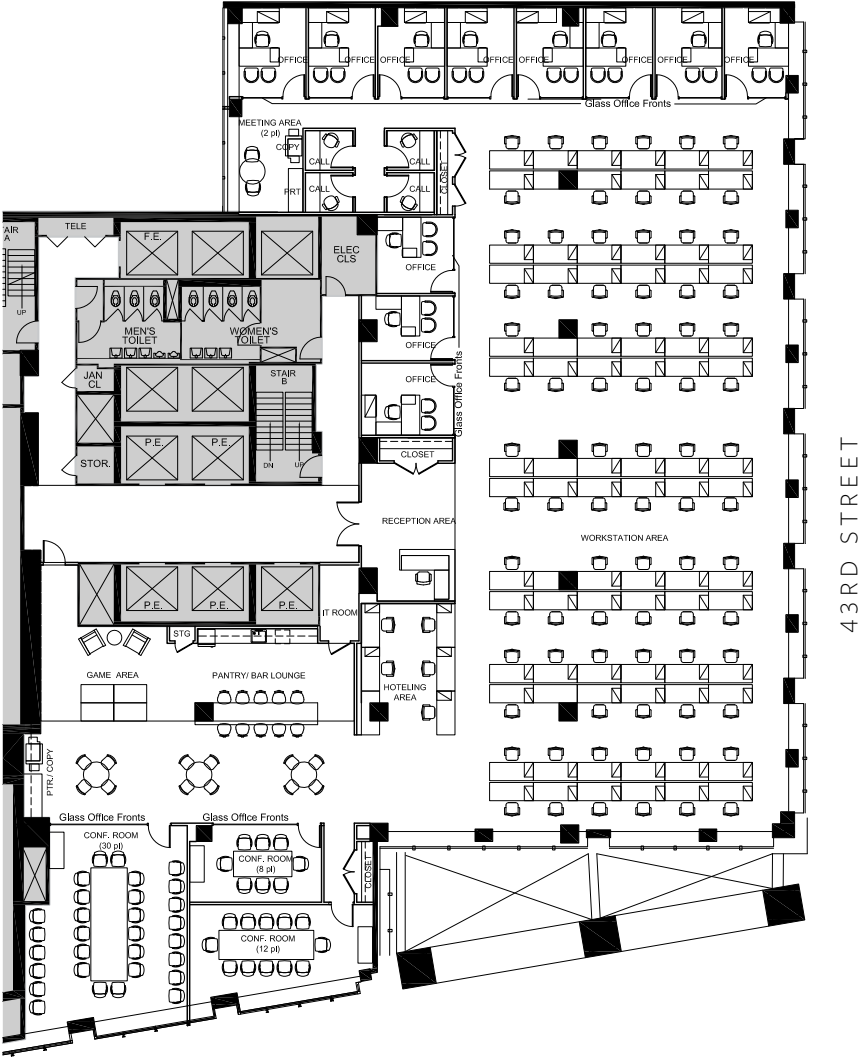 OFFICE
OFFICE
OFFICE
OFFICE
OFFICE
OFFICE
OFFICE
Glass Office Fronts
MEETING AREA
(2 pl)
COPY
PRT
CALL
CALL
CALL
CALL
CLOSET
TELE
STAIR
A
UP
F.E.
ELEC
CLS
OFFICE
MEN'S
TOILET
WOMEN'S
TOILET
OFFICE
JAN
CL
STAIR
B
OFFICE
Glass Office Fronts
P.E.
P.E.
STOR.
DN
UP
CLOSET
43RD STREET
RECEPTION AREA
WORKSTATION AREA
P.E.
P.E.
P.E.
IT ROOM
STG
GAME AREA
PANTRY/ BAR LOUNGE
HOTELING
AREA
PTR./ COPY
Glass Office Fronts
Glass Office Fronts
CONF. ROOM
(30 pl)
CONF. ROOM
(8 pl)
CLOSET
CONF. ROOM
(12 pl)